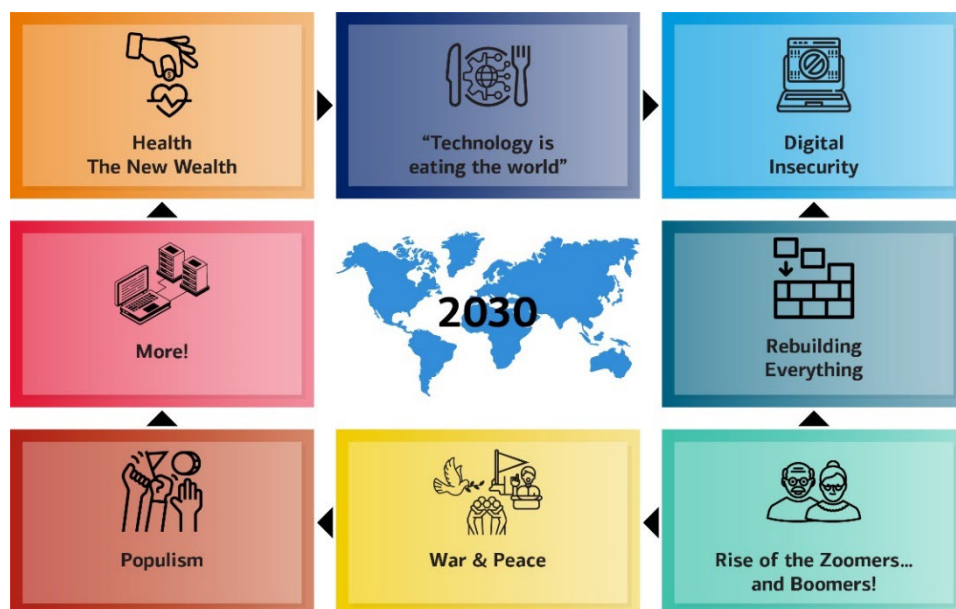 Health
The New Wealth
“Technology is
eating the world”
Digital
Insecurity
More!
2030
Rebuilding
Everything
Populism
War & Peace
Rise of the Zoomers...
and Boomers!